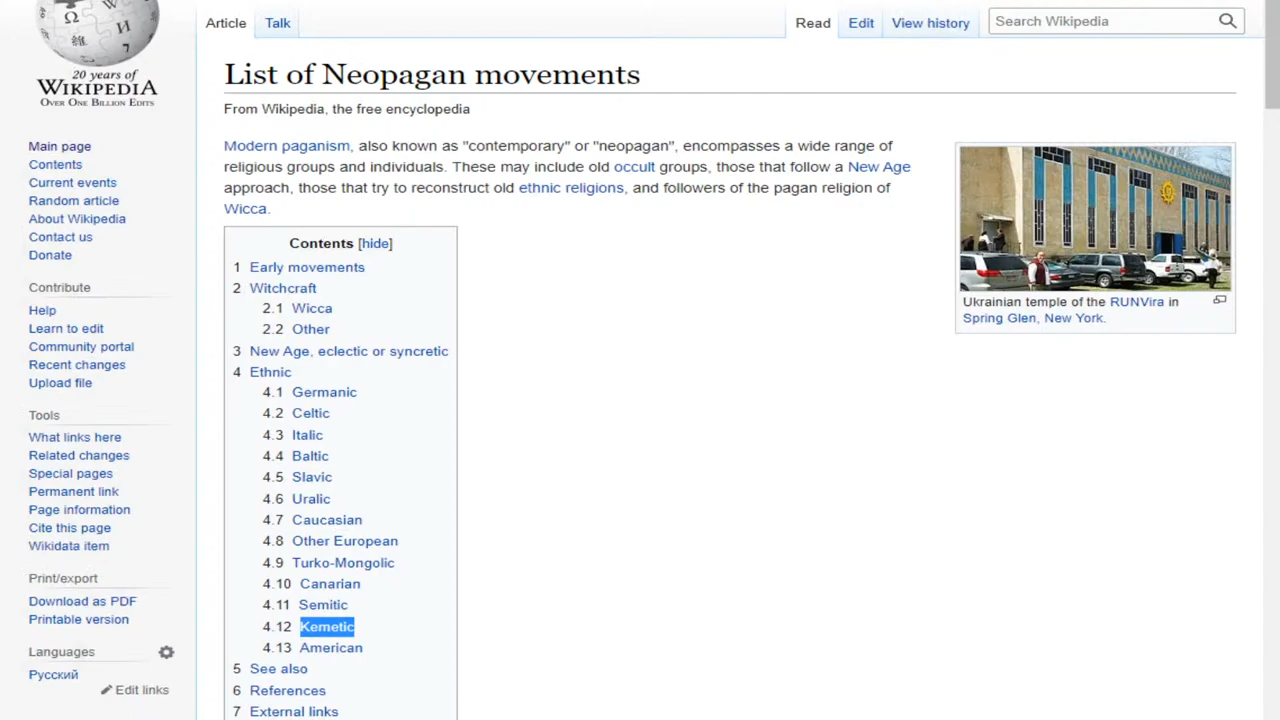 Ω
W
И
維
7
20 years of
WIKIPEDIA
OVER ONE BILLION EDITS
Main page
Contents
Current events
Random article
About Wikipedia
Contact us
Donate
Contribute
Help
Learn to edit
Community portal
Recent changes
Upload file
Tools
What links here
Related changes
Special pages
Permanent link
Page information
Cite this page
Wikidata item
Print/export
Download as PDF
Printable version
Languages
Русский
Edit links
Article Talk
Read Edit View history Search Wikipedia
List of Neopagan movements
From Wikipedia, the free encyclopedia
Modern paganism, also known as "contemporary" or "neopagan", encompasses a wide range of
religious groups and individuals. These may include old occult groups, those that follow a New Age
approach, those that try to reconstruct old ethnic religions, and followers of the pagan religion of
Wicca.
Contents [hide]
1 Early movements
2 Witchcraft
2.1 Wicca
2.2 Other
3 New Age, eclectic or syncretic
4 Ethnic
4.1 Germanic
4.2 Celtic
4.3 Italic
4.4 Baltic
4.5 Slavic
4.6 Uralic
4.7 Caucasian
4.8 Other European
4.9 Turko-Mongolic
4.10 Canarian
4.11 Semitic
4.12 Kemetic
4.13 American
5 See also
6 References
7 External links
Ukrainian temple of the RUNVira in
Spring Glen, New York.